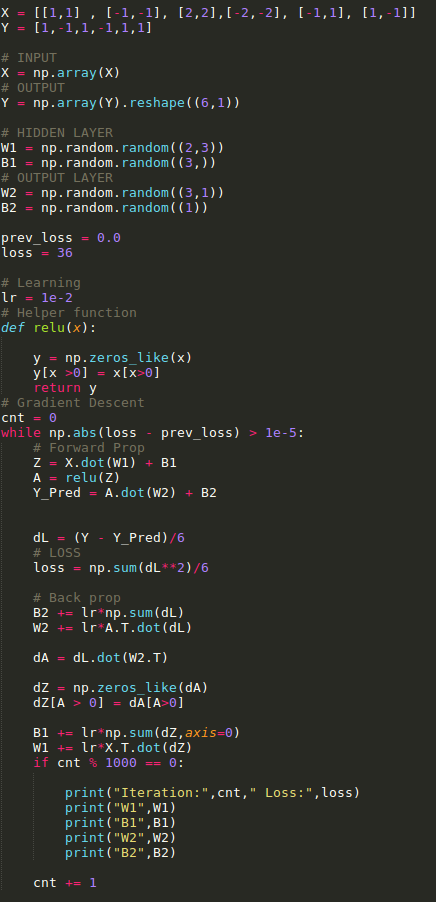 X = [[1,1] , [-1,-1], [2,2],[-2,-2], [-1,1], [1,-1]]
Y = [1,-1,1,-1,1,1]
# INPUT
X = np.array(X)
# OUTPUT
Y = np.array(Y).reshape((6,1))
# HIDDEN LAYER
W1 = np.random.random((2,3))
B1 = np.random.random((3,))
# OUTPUT LAYER
W2 = np.random.random((3,1))
B2 = np.random.random((1))
prev_loss = 0.0
loss = 36
# Learning
lr = 1e-2
# Helper function
def relu(x):
    y = np.zeros_like(x)
    y[x >0] = x[x>0]
    return y
# Gradient Descent
cnt = 0
while np.abs(loss - prev_loss) > 1e-5:
    # Forward Prop
    Z = X.dot(W1) + B1
    A = relu(Z)
    Y_Pred = A.dot(W2) + B2
    dL = (Y - Y_Pred)/6
    # LOSS
    loss = np.sum(dL**2)/6
    # Back prop
    B2 += lr*np.sum(dL)
    W2 += lr*A.T.dot(dL)
    dA = dL.dot(W2.T)
    dZ = np.zeros_like(dA)
    dZ[A > 0] = dA[A>0]
    B1 += lr*np.sum(dZ,axis=0)
    W1 += lr*X.T.dot(dZ)
    if cnt % 1000 == 0:
        print("Iteration:",cnt," Loss:",loss)
        print("W1",W1)
        print("B1",B1)
        print("W2",W2)
        print("B2",B2)
    cnt += 1